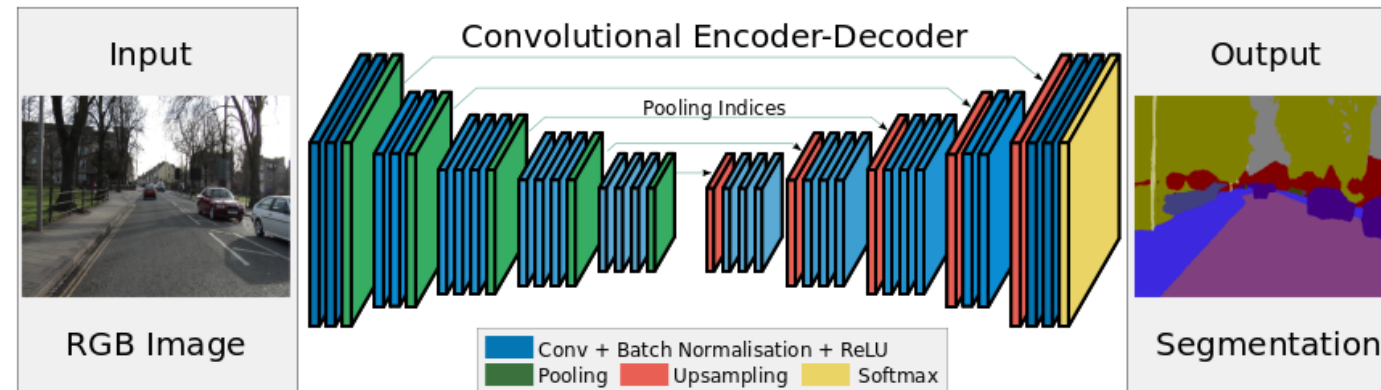 Input
RGB Image
Convolutional Encoder-Decoder
Pooling Indices
Conv + Batch Normalisation + ReLU
Pooling Upsampling Softmax
Output
Segmentation